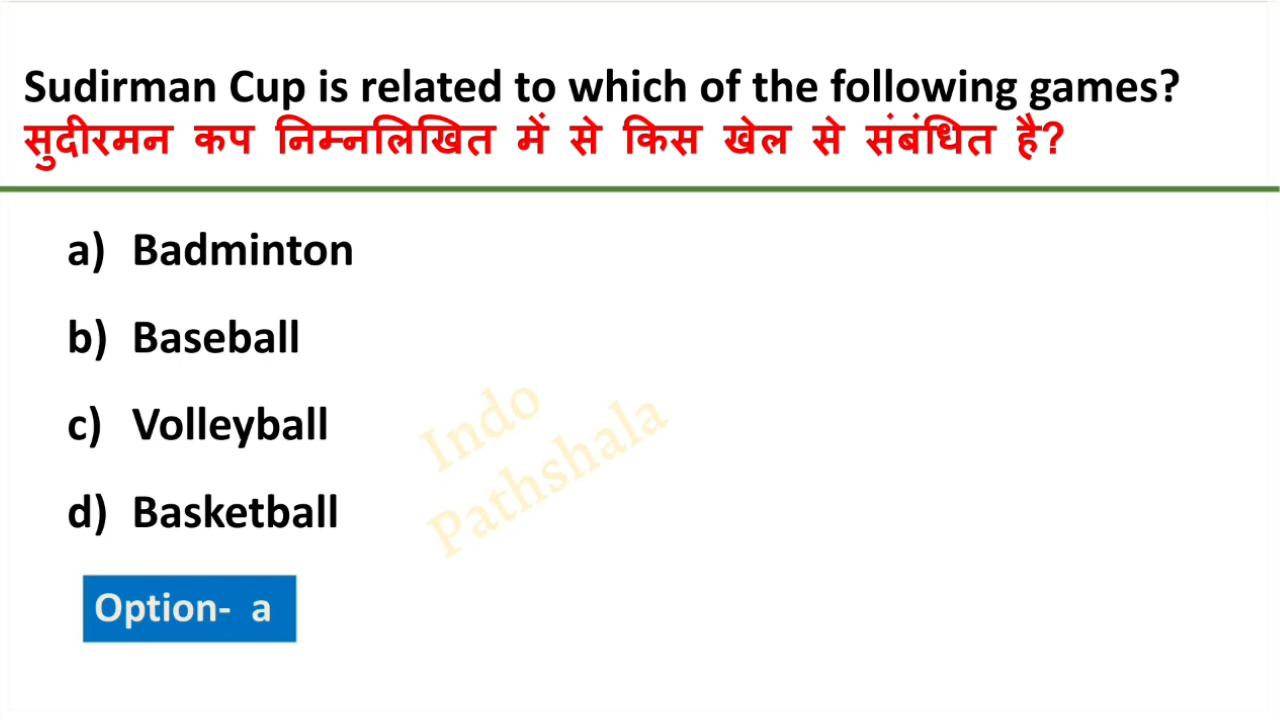 Sudirman Cup is related to which of the following games?
सुदीरमन कप निम्नलिखित में से किस खेल से संबंधित है?
a) Badminton
b) Baseball
c) Volleyball
d) Basketball
Indo
Pathshala
Option- a